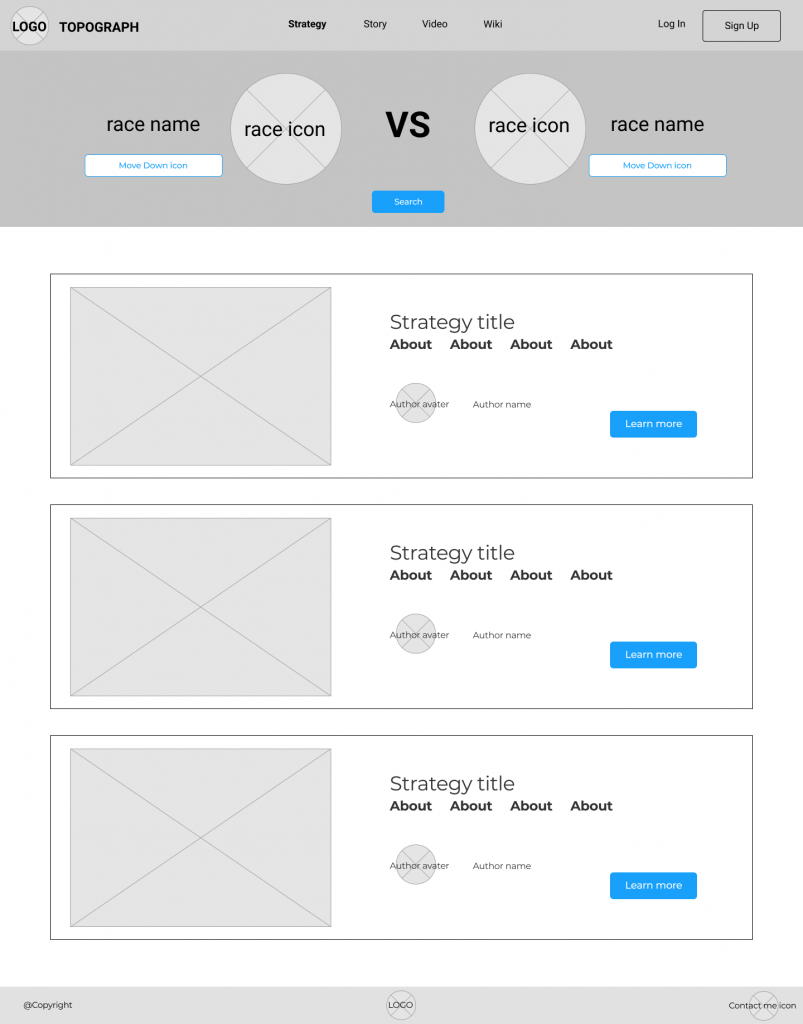 LOGO TOPOGRAPH Strategy Story Video Wiki Log In Sign Up
race name race icon VS race icon race name
Move Down icon Move Down icon
Search
Strategy title
About About About About
Author avater Author name
Learn more
Strategy title
About About About About
Author avater Author name
Learn more
Strategy title
About About About About
Author avater Author name
Learn more
@Copyright LOGO Contact me icon